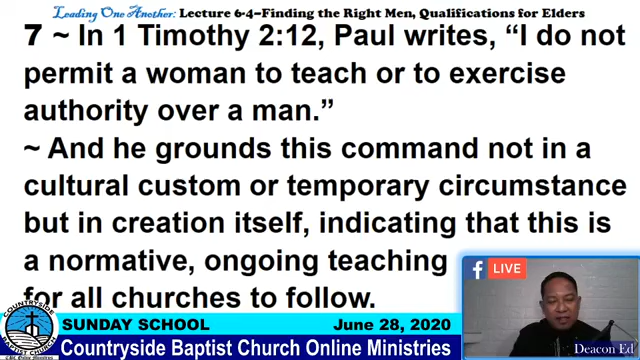 Leading One Another: Lecture 6-4~Finding the Right Men, Qualifications for Elders
7 ~ In 1 Timothy 2:12, Paul writes, “I do not
permit a woman to teach or to exercise
authority over a man.”
~ And he grounds this command not in a
cultural custom or temporary circumstance
but in creation itself, indicating that this is
a normative, ongoing teaching
for all churches to follow.
f LIVE
COUNTRYSIDE
BAPTIST CHURCH
SUNDAY SCHOOL June 28, 2020
Countryside Baptist Church Online Ministries
Deacon Ed